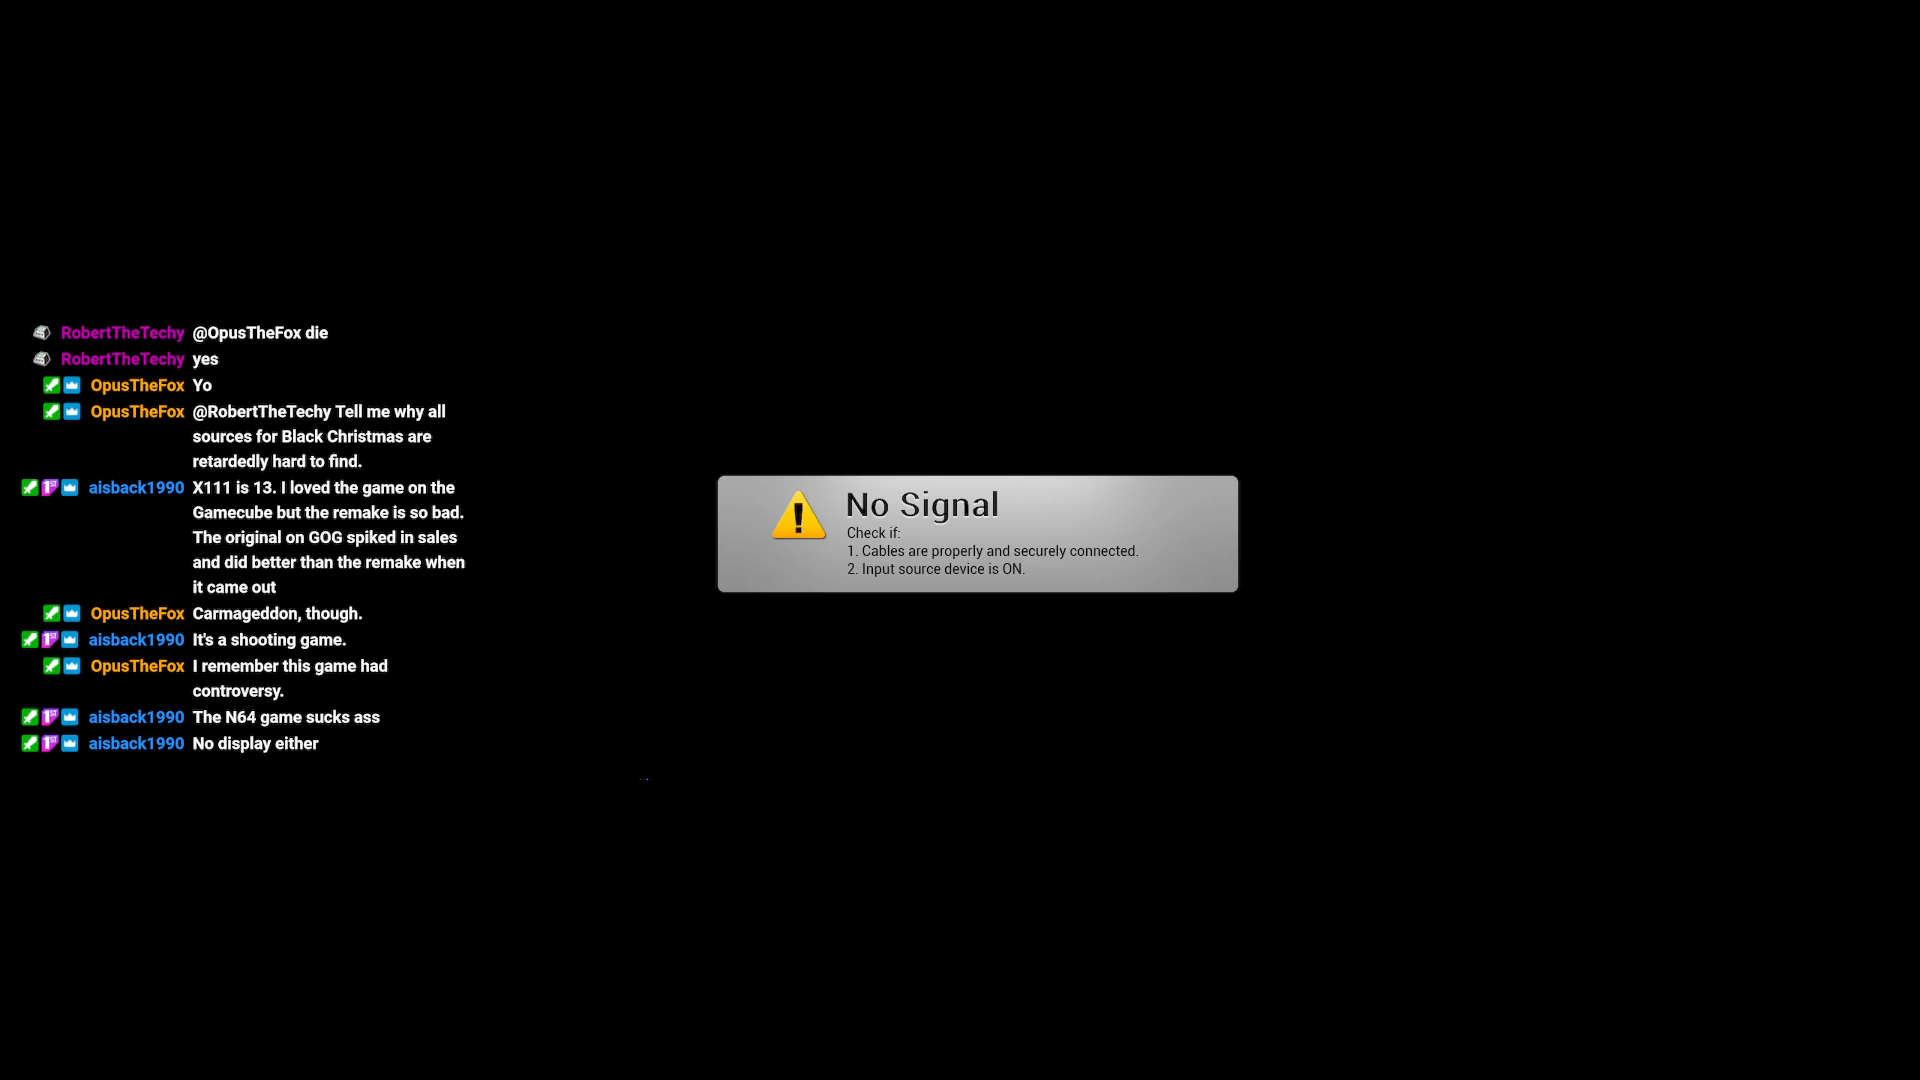 RobertTheTechy @OpusTheFox die
RobertTheTechy yes
OpusTheFox Yo
OpusTheFox @RobertTheTechy Tell me why all
sources for Black Christmas are
retardedly hard to find.
1ST aisback1990 X111 is 13. I loved the game on the
Gamecube but the remake is so bad.
The original on GOG spiked in sales
and did better than the remake when
it came out
OpusTheFox Carmageddon, though.
1ST aisback1990 It's a shooting game.
OpusTheFox I remember this game had
controversy.
1ST aisback1990 The N64 game sucks ass
1ST aisback1990 No display either
No Signal
Check if:
1. Cables are properly and securely connected.
2. Input source device is ON.